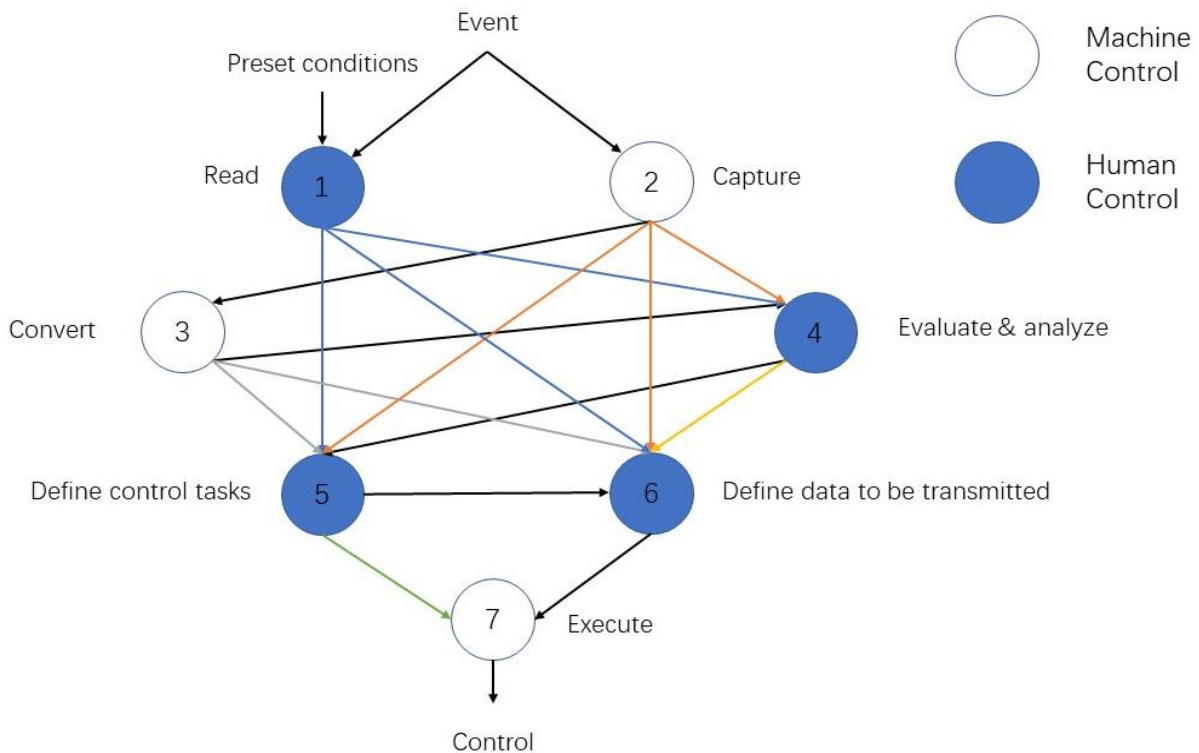 Event
Preset conditions
Machine
Control
Read
1
2
Capture
Human
Control
Convert
3
4
Evaluate & analyze
Define control tasks
5
6
Define data to be transmitted
7
Execute
Control